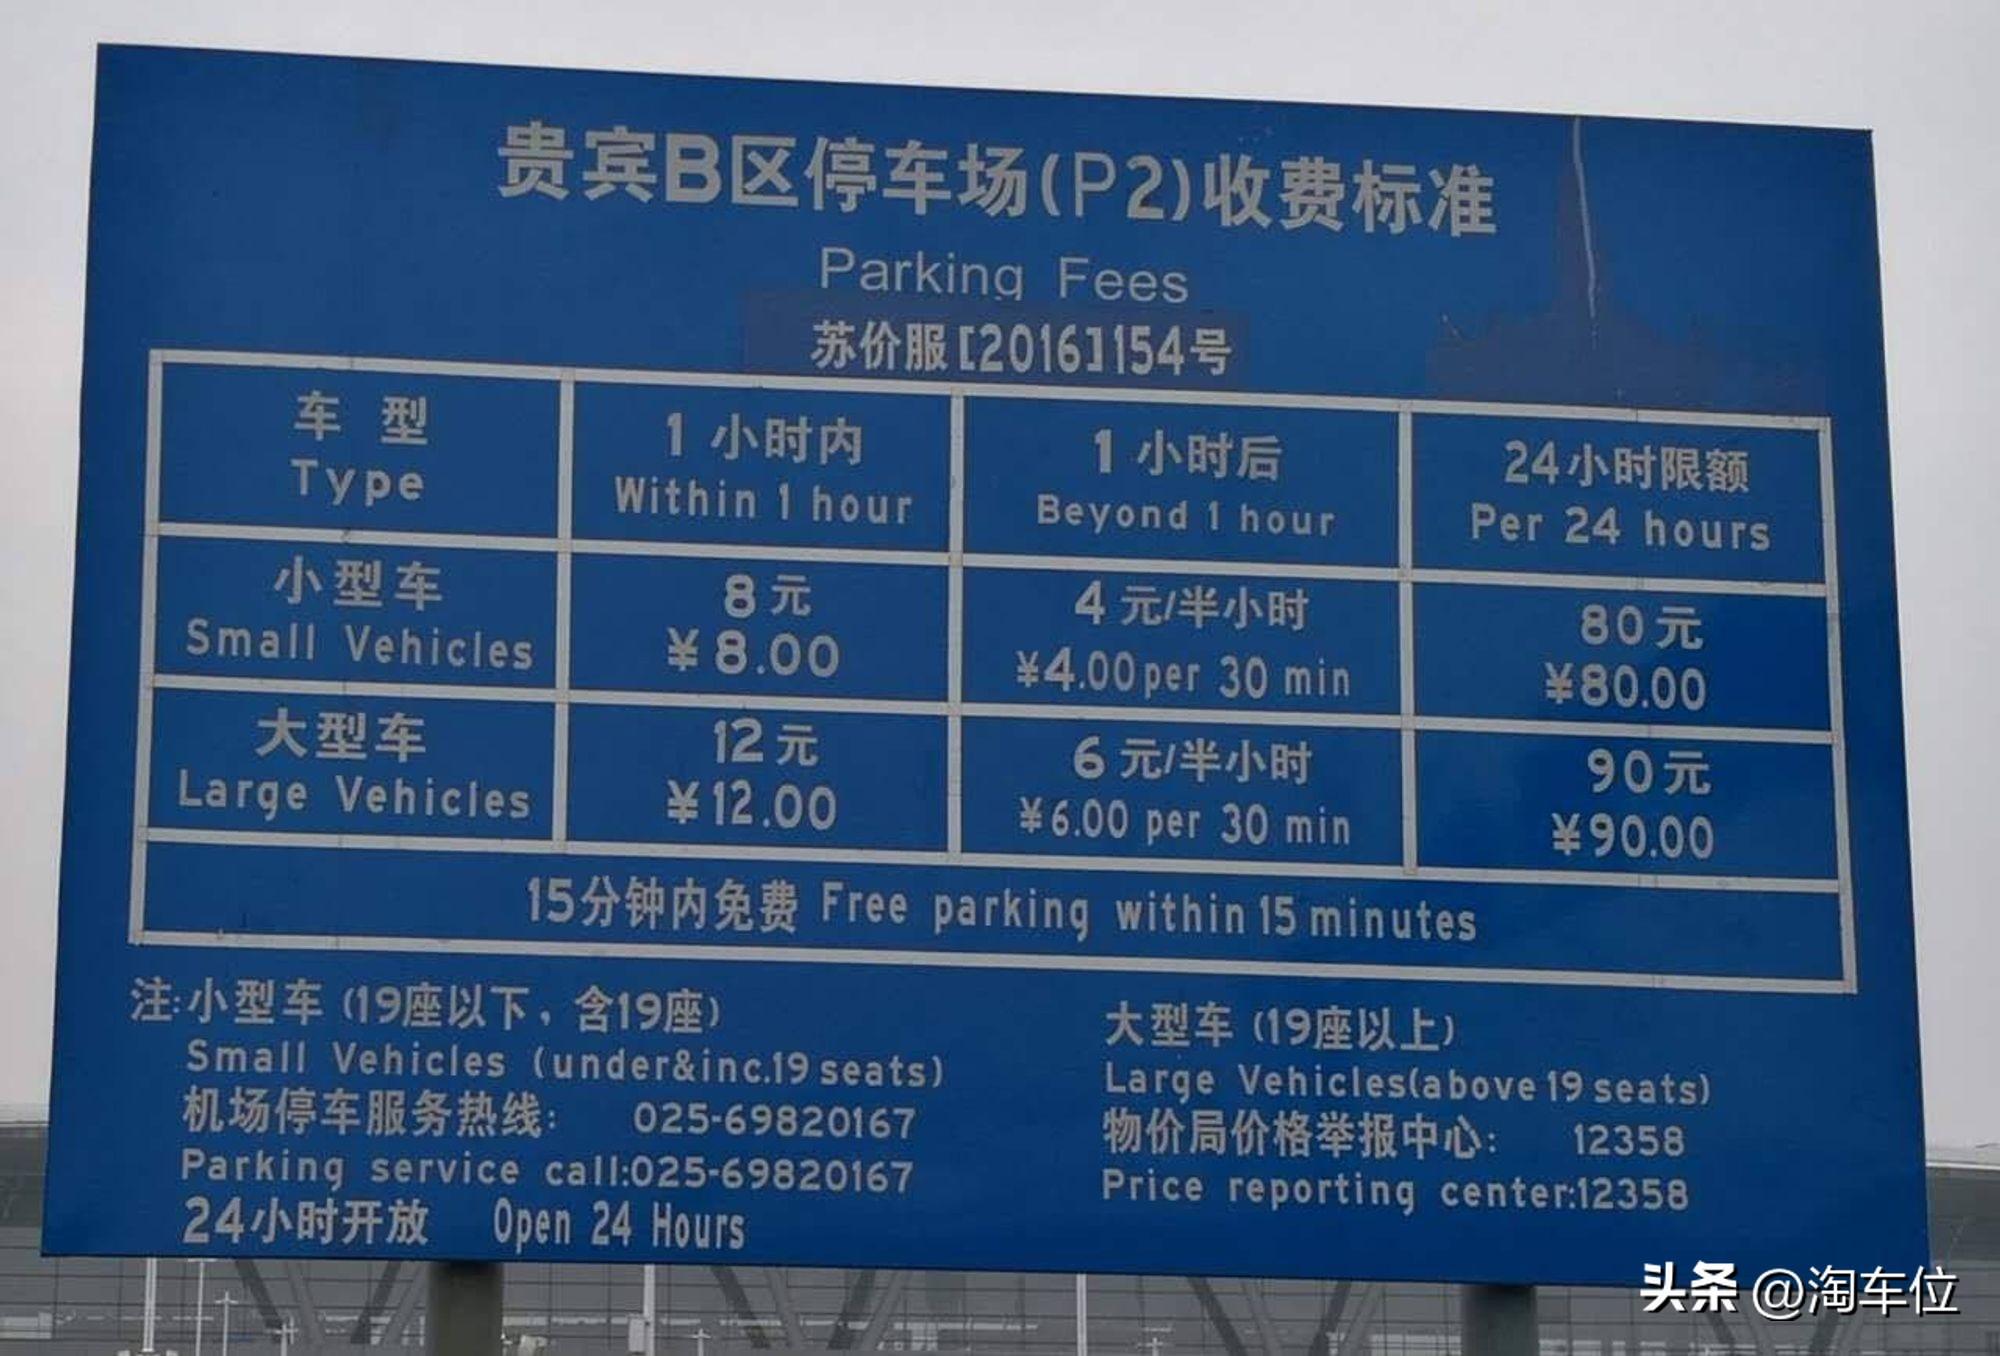 贵宾B区停车场(P2)收费标准
Parking Fees
苏价服[2016]154号
车 型 1 小时内 1 小时后 24小时限额
Type Within 1 hour Beyond 1 hour Per 24 hours
小型车 8 元 4 元/半小时 80元
Small Vehicles ¥8.00 ¥4.00 per 30 min ¥80.00
大型车 12元 6 元/半小时 90元
Large Vehicles ¥12.00 ¥6.00 per 30 min ¥90.00
15分钟内免费 Free parking within 15 minutes
注:小型车 (19座以下，含19座) 大型车 (19座以上)
Small Vehicles (under&inc.19 seats) Large Vehicles(above 19 seats)
机场停车服务热线: 025-69820167 物价局价格举报中心: 12358
Parking service call:025-69820167 Price reporting center:12358
24小时开放 Open 24 Hours
头条 @淘车位